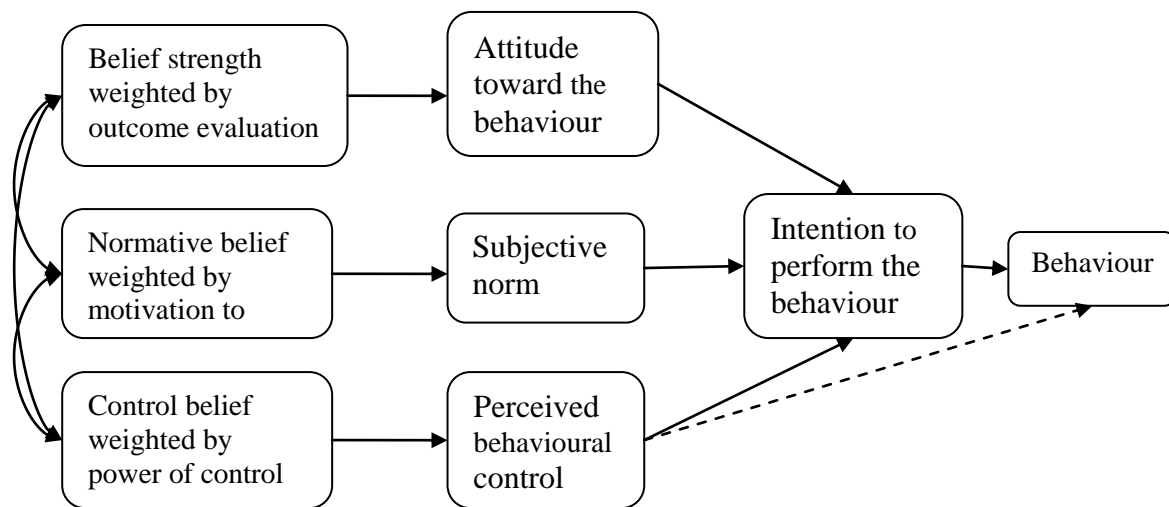 Belief strength
weighted by
outcome evaluation
Attitude
toward the
behaviour
Normative belief
weighted by
motivation to
Subjective
norm
Intention to
perform the
behaviour
Behaviour
Control belief
weighted by
power of control
Perceived
behavioural
control